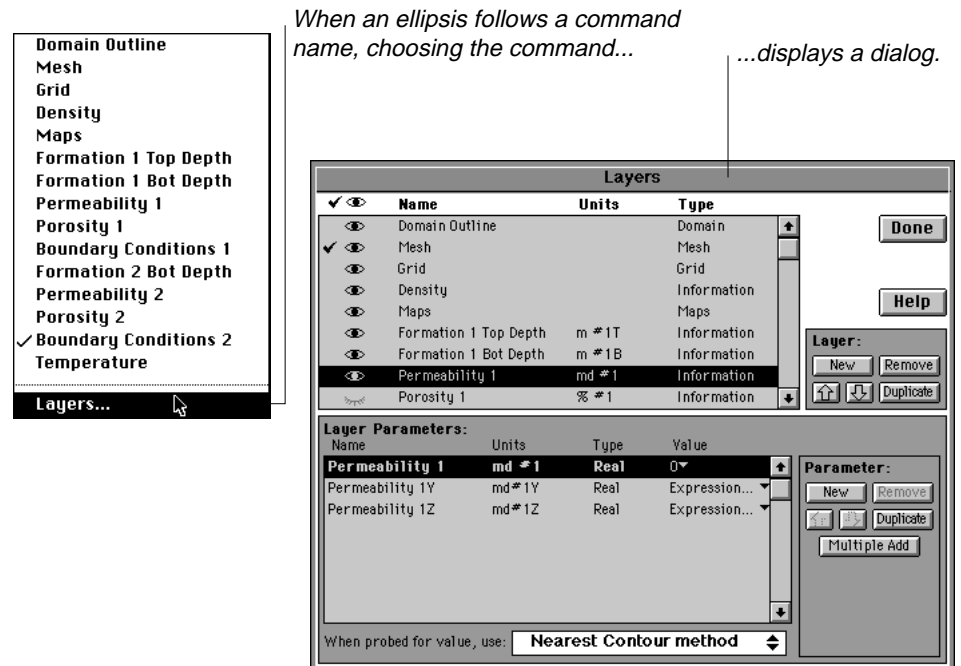 When an ellipsis follows a command
name, choosing the command...
...displays a dialog.
Domain Outline
Mesh
Grid
Density
Maps
Formation 1 Top Depth
Formation 1 Bot Depth
Permeability 1
Porosity 1
Boundary Conditions 1
Formation 2 Bot Depth
Permeability 2
Porosity 2
Boundary Conditions 2
Temperature
Layers...
Layers
Name Units Type
Domain Outline Domain
Mesh Mesh
Grid Grid
Density Information
Maps Maps
Formation 1 Top Depth m #1T Information
Formation 1 Bot Depth m #1B Information
Permeability 1 md #1 Information
Porosity 1 % #1 Information
Done
Help
Layer:
New Remove
Duplicate
Layer Parameters:
Name Units Type Value
Permeability 1 md #1 Real 0
Permeability 1Y md#1Y Real Expression...
Permeability 1Z md#1Z Real Expression...
Parameter:
New Remove
Duplicate
Multiple Add
When probed for value, use: Nearest Contour method